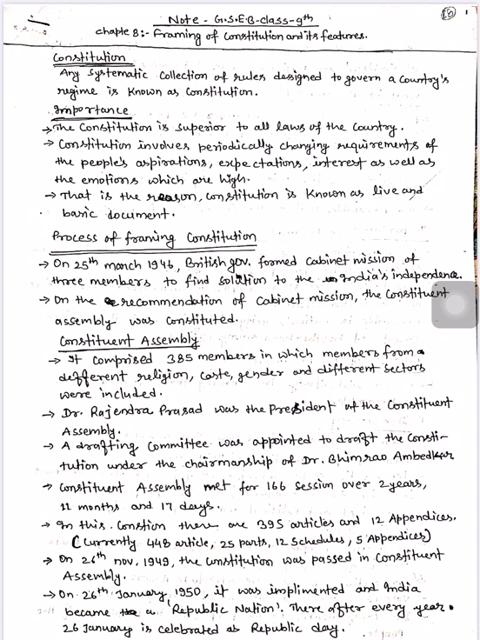 Note - G.S.E.B-class-9th
chapte 8:- Framing of Constitution and its features.
Constitution
Any systematic Collection of rules designed to govern a Country's
regime is Known as Constitution.
Importance
→ The Constitution is superior to all laws of the Country.
→ Constitution involves periodically changing requirements of
the people's aspirations, expectations, interest as well as
the emotions which are high.
→ That is the reason, constitution is Known as live and
basic document.
Process of framing Constitution
→ On 25th march 1946, British gov. formed Cabinet mission of
three members to find solution to the India's independence.
→ On the recommendation of Cabinet mission, the Constituent
assembly was constituted.
Constituent Assembly
→ It comprised 385 members in which members from
different religion, caste, gender and different sectors
were included.
→ Dr. Rajendra Prasad was the President of the Constituent
Assembly.
→ A drafting Committee was appointed to draft the Consti-
tution under the chairmanship of Dr. Bhimrao Ambedkar
→ Constituent Assembly met for 166 session over 2 years,
11 months and 17 days.
→ In this Constion there are 395 articles and 12 Appendices.
(Currently 448 article, 25 parts, 12 Schedules, 5 Appendices)
→ On 26th nov. 1949, the Constitution was passed in Constituent
Assembly.
→ On 26th January, 1950, it was implimented and India
became a 'Republic Nation'. There after every year
26 January is celebrated as Republic day.